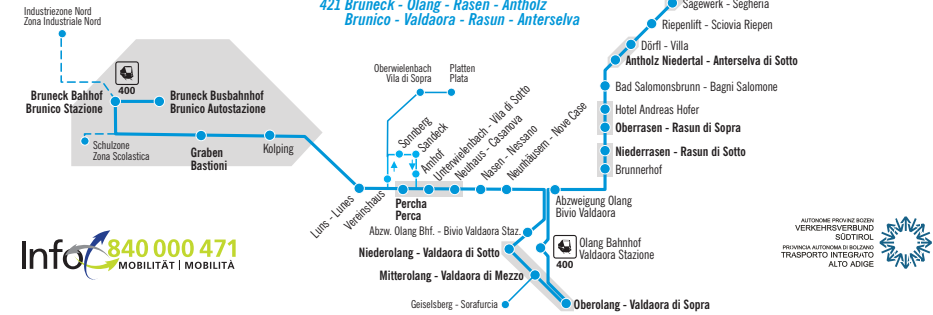 421 Bruneck - Olang - Rasen - Antholz
Brunico - Valdaora - Rasun - Anterselva
Industriezone Nord
Zona Industriale Nord
400
Bruneck Bahnhof
Brunico Stazione
Bruneck Busbahnhof
Brunico Autostazione
Schulzone
Zona Scolastica
Graben
Bastioni
Kolping
Luns - Lunes
Vereinshaus
Oberwielenbach
Vila di Sopra
Platten
Plata
Sonnberg
Sandeck
Arnhof
Percha
Perca
Unterwielenbach - Vila di Sotto
Neuhaus - Casanova
Nasen - Nessano
Neunhäusern - Nove Case
Abzweigung Olang
Bivio Valdaora
Abzw. Olang Bhf. - Bivio Valdaora Staz.
Olang Bahnhof
Valdaora Stazione
400
Niederolang - Valdaora di Sotto
Mitterolang - Valdaora di Mezzo
Geiselsberg - Sorafurcia
Oberolang - Valdaora di Sopra
Sagewerk - Segheria
Riepenlift - Sciovia Riepen
Dörfl - Villa
Antholz Niedertal - Anterselva di Sotto
Bad Salomonsbrunn - Bagni Salomone
Hotel Andreas Hofer
Oberrasen - Rasun di Sopra
Niederrasen - Rasun di Sotto
Brunnerhof
Info 840 000 471
MOBILITÄT | MOBILITÀ
AUTONOME PROVINZ BOZEN
VERKEHRSVERBUND
SÜDTIROL
PROVINCIA AUTONOMA DI BOLZANO
TRASPORTO INTEGRATO
ALTO ADIGE